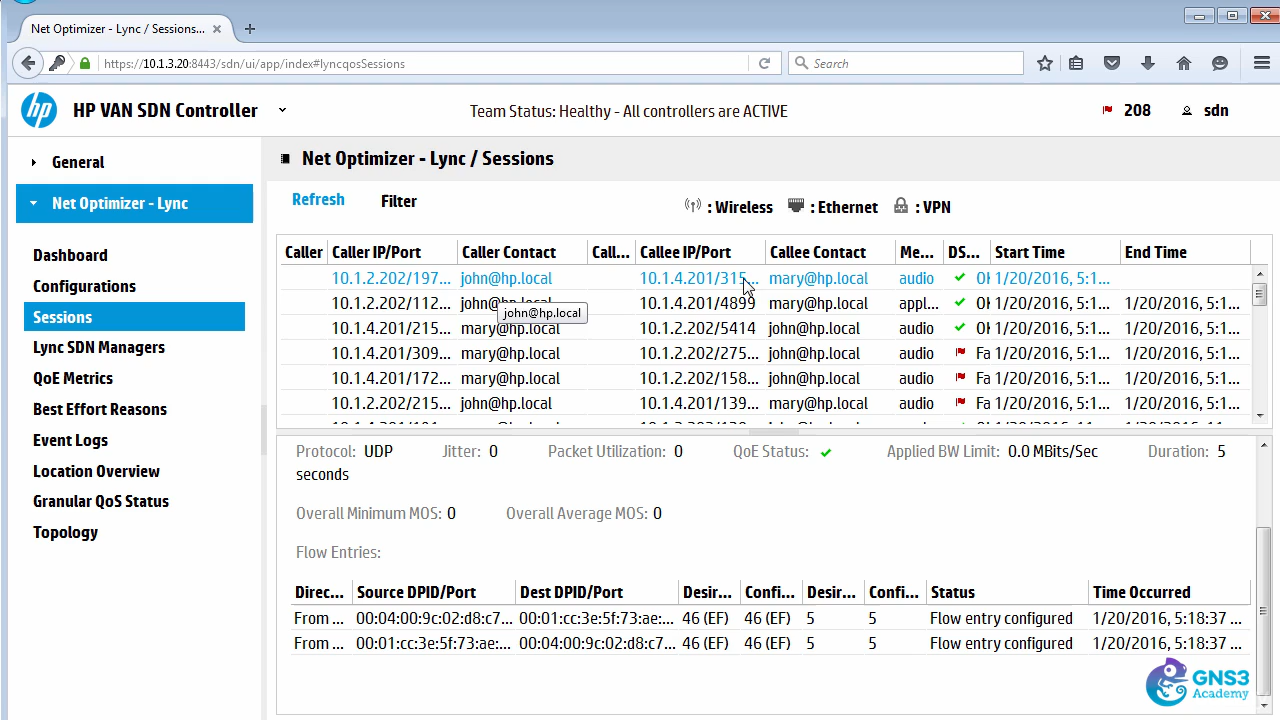 Net Optimizer - Lync / Sessions...
https://10.1.3.20:8443/sdn/ui/app/index#lyncqosSessions
Search
hp HP VAN SDN Controller
Team Status: Healthy - All controllers are ACTIVE
208 sdn
General
Net Optimizer - Lync
Dashboard
Configurations
Sessions
Lync SDN Managers
QoE Metrics
Best Effort Reasons
Event Logs
Location Overview
Granular QoS Status
Topology
Net Optimizer - Lync / Sessions
Refresh Filter : Wireless : Ethernet : VPN
Caller Caller IP/Port Caller Contact Call... Callee IP/Port Callee Contact Me... DS... Start Time End Time
10.1.2.202/197... john@hp.local 10.1.4.201/315... mary@hp.local audio 1/20/2016, 5:1...
10.1.2.202/112... john@hp.local 10.1.4.201/4899 mary@hp.local appl... 1/20/2016, 5:1... 1/20/2016, 5:1...
john@hp.local
10.1.4.201/215... mary@hp.local 10.1.2.202/5414 john@hp.local audio 1/20/2016, 5:1... 1/20/2016, 5:1...
10.1.4.201/309... mary@hp.local 10.1.2.202/275... john@hp.local audio Fa 1/20/2016, 5:1... 1/20/2016, 5:1...
10.1.4.201/172... mary@hp.local 10.1.2.202/158... john@hp.local audio Fa 1/20/2016, 5:1... 1/20/2016, 5:1...
10.1.2.202/215... john@hp.local 10.1.4.201/139... mary@hp.local audio Fa 1/20/2016, 5:1... 1/20/2016, 5:1...
Protocol: UDP Jitter: 0 Packet Utilization: 0 QoE Status: Applied BW Limit: 0.0 MBits/Sec Duration: 5
seconds
Overall Minimum MOS: 0 Overall Average MOS: 0
Flow Entries:
Direc... Source DPID/Port Dest DPID/Port Desir... Confi... Desir... Confi... Status Time Occurred
From ... 00:04:00:9c:02:d8:c7... 00:01:cc:3e:5f:73:ae:... 46 (EF) 46 (EF) 5 5 Flow entry configured 1/20/2016, 5:18:37 ...
From ... 00:01:cc:3e:5f:73:ae:... 00:04:00:9c:02:d8:c7... 46 (EF) 46 (EF) 5 5 Flow entry configured 1/20/2016, 5:18:37 ...
GNS3
Academy